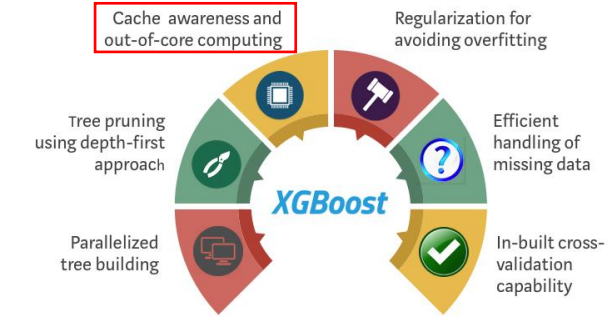 Cache awareness and
out-of-core computing
Regularization for
avoiding overfitting
Tree pruning
using depth-first
approach
Efficient
handling of
missing data
?
XGBoost
Parallelized
tree building
In-built cross-
validation
capability